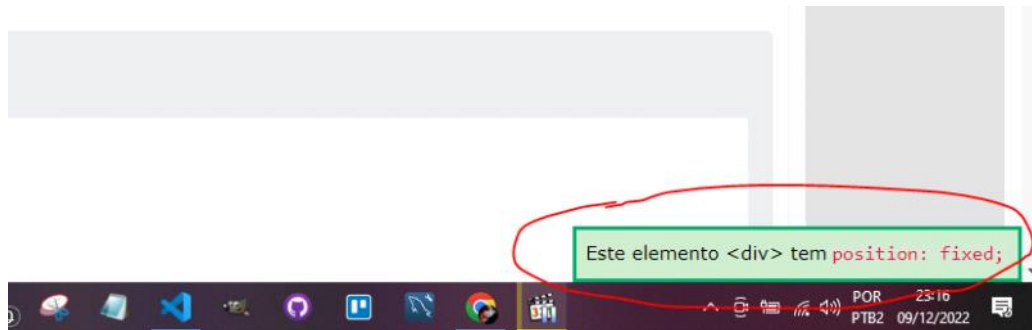 Este elemento <div> tem position: fixed;
POR
23:16
PTB2
09/12/2022